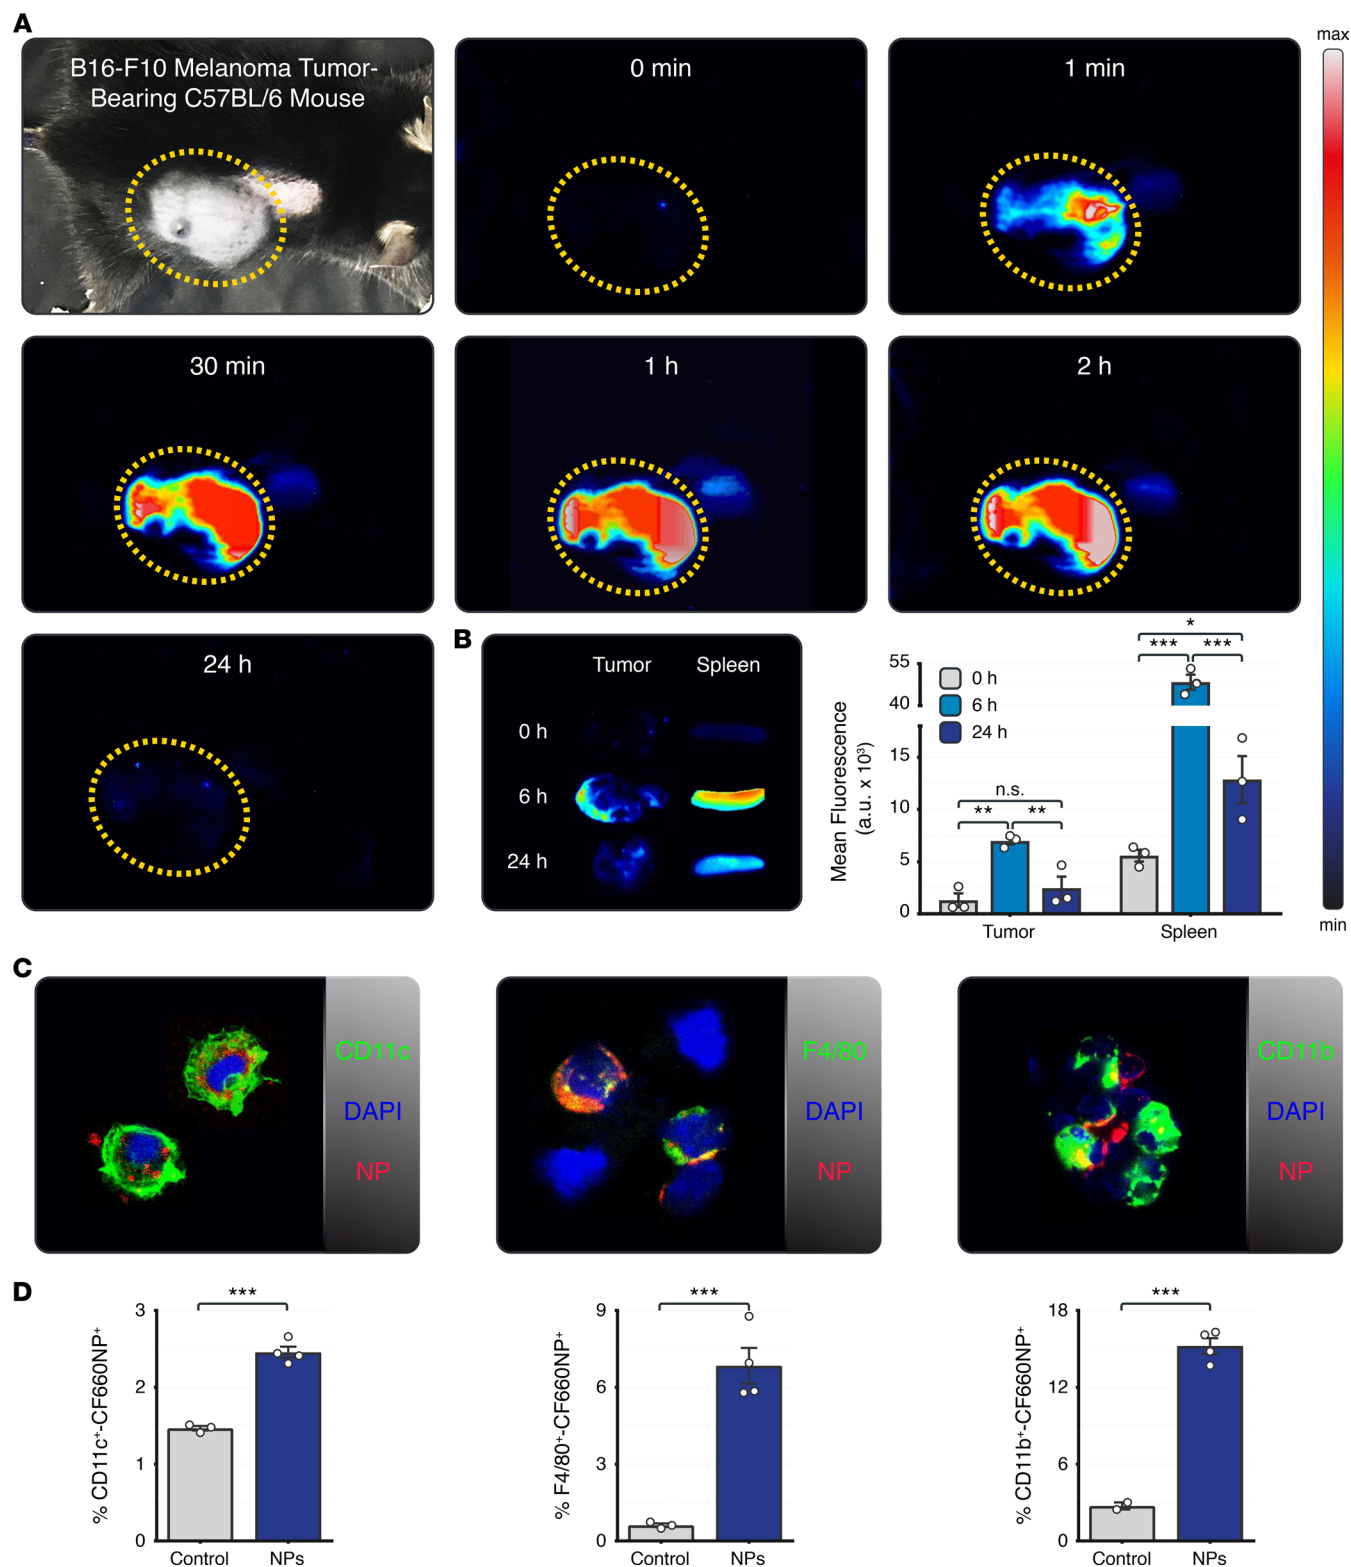 A
B16-F10 Melanoma Tumor-
Bearing C57BL/6 Mouse
0 min
1 min
max
30 min
1 h
2 h
24 h
min
B
Tumor
Spleen
0 h
6 h
24 h
Mean Fluorescence
(a.u. x 10³)
55
40
15
10
5
0
0 h
6 h
24 h
n.s.
**
**
*
***
***
Tumor
Spleen
C
CD11c
DAPI
NP
F4/80
DAPI
NP
CD11b
DAPI
NP
D
% CD11c⁺-CF660NP⁺
3
2
1
0
***
Control
NPs
% F4/80⁺-CF660NP⁺
9
6
3
0
***
Control
NPs
% CD11b⁺-CF660NP⁺
18
12
6
0
***
Control
NPs